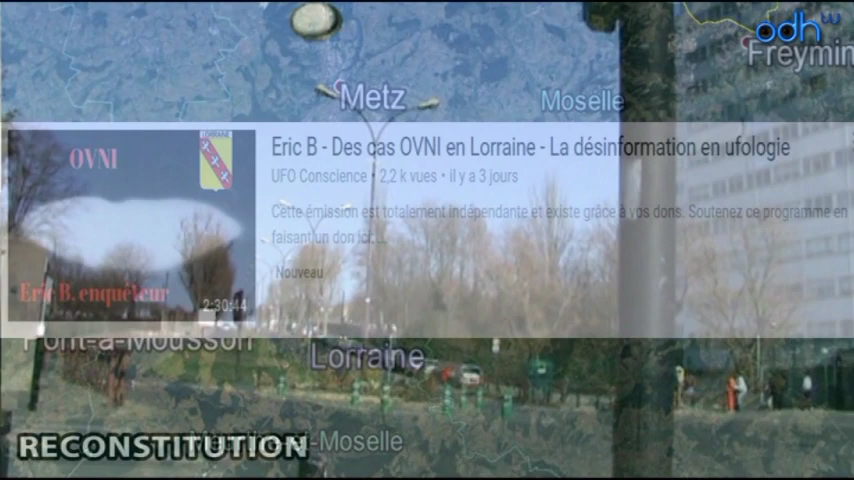 odh
Freymin
Metz
Moselle
OVNI
LORRAINE
Eric B - Des cas OVNI en Lorraine - La désinformation en ufologie
UFO Conscience • 2,2 k vues • il y a 3 jours
Cette émission est totalement indépendante et existe grâce à vos dons. Soutenez ce programme en
faisant un don ici: ...
Nouveau
Eric B. enquêteur
2:30:44
Pont-à-Mousson
Lorraine
RECONSTITUTION
-et-Moselle